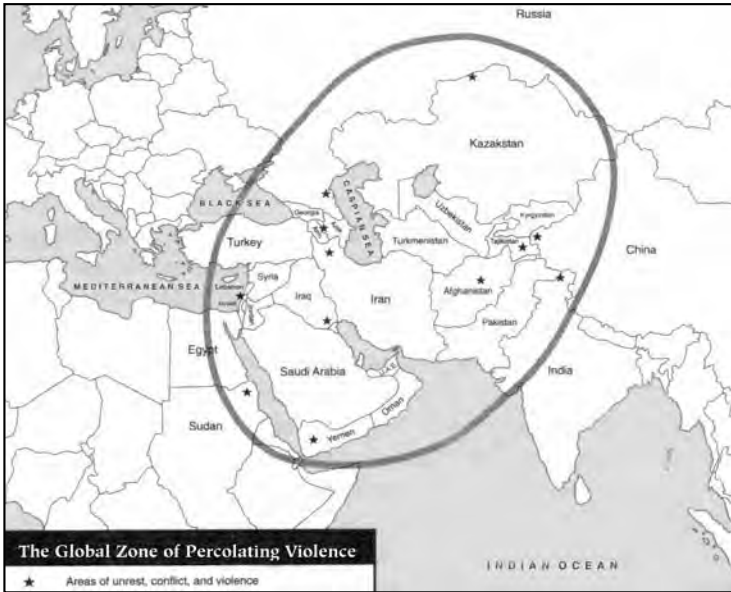 Russia
Kazakstan
BLACK SEA
CASPIAN SEA
Georgia
Uzbekistan
Kyrgyzstan
Turkey
Turkmenistan
Tajikistan
China
MEDITERRANEAN SEA
Lebanon
Syria
Israel
Iraq
Iran
Afghanistan
Pakistan
Egypt
Saudi Arabia
U.A.E.
India
Oman
Sudan
Yemen
The Global Zone of Percolating Violence
★ Areas of unrest, conflict, and violence
INDIAN OCEAN